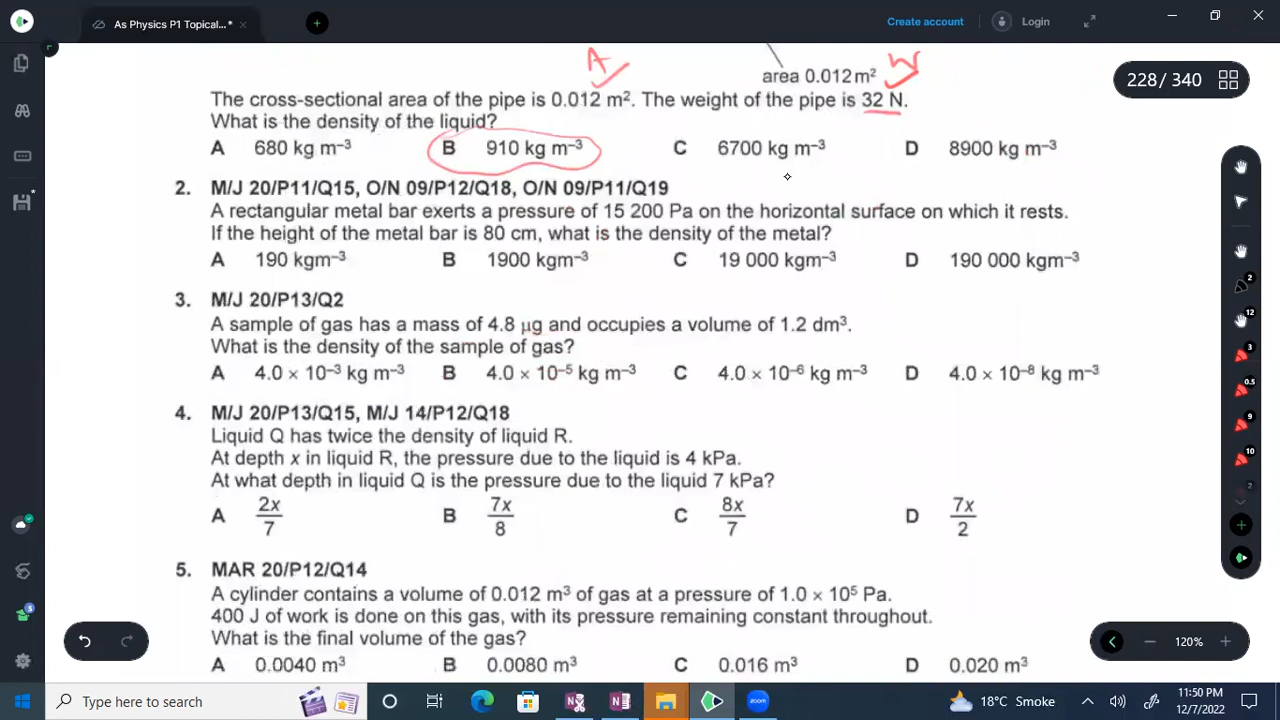 As Physics P1 Topical...*
Create account
Login
228 / 340
A
W
area 0.012 m²
The cross-sectional area of the pipe is 0.012 m². The weight of the pipe is 32 N.
What is the density of the liquid?
A 680 kg m⁻³ B 910 kg m⁻³ C 6700 kg m⁻³ D 8900 kg m⁻³
2. M/J 20/P11/Q15, O/N 09/P12/Q18, O/N 09/P11/Q19
A rectangular metal bar exerts a pressure of 15 200 Pa on the horizontal surface on which it rests.
If the height of the metal bar is 80 cm, what is the density of the metal?
A 190 kgm⁻³ B 1900 kgm⁻³ C 19 000 kgm⁻³ D 190 000 kgm⁻³
3. M/J 20/P13/Q2
A sample of gas has a mass of 4.8 µg and occupies a volume of 1.2 dm³.
What is the density of the sample of gas?
A 4.0 × 10⁻³ kg m⁻³ B 4.0 × 10⁻⁵ kg m⁻³ C 4.0 × 10⁻⁶ kg m⁻³ D 4.0 × 10⁻⁸ kg m⁻³
4. M/J 20/P13/Q15, M/J 14/P12/Q18
Liquid Q has twice the density of liquid R.
At depth x in liquid R, the pressure due to the liquid is 4 kPa.
At what depth in liquid Q is the pressure due to the liquid 7 kPa?
A 2x/7 B 7x/8 C 8x/7 D 7x/2
5. MAR 20/P12/Q14
A cylinder contains a volume of 0.012 m³ of gas at a pressure of 1.0 × 10⁵ Pa.
400 J of work is done on this gas, with its pressure remaining constant throughout.
What is the final volume of the gas?
A 0.0040 m³ B 0.0080 m³ C 0.016 m³ D 0.020 m³
2
12
3
0.5
9
10
2
5
120%
Type here to search
zoom
18°C Smoke
11:50 PM
12/7/2022